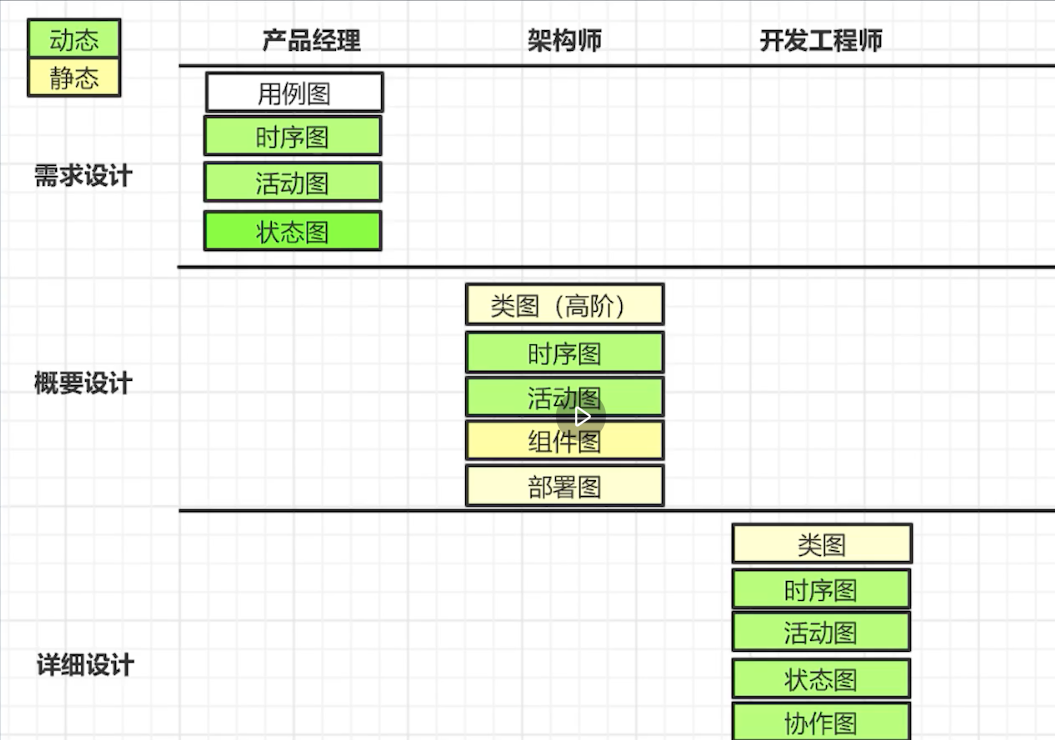 动态
静态
产品经理
架构师
开发工程师
需求设计
用例图
时序图
活动图
状态图
概要设计
类图（高阶）
时序图
活动图
组件图
部署图
详细设计
类图
时序图
活动图
状态图
协作图